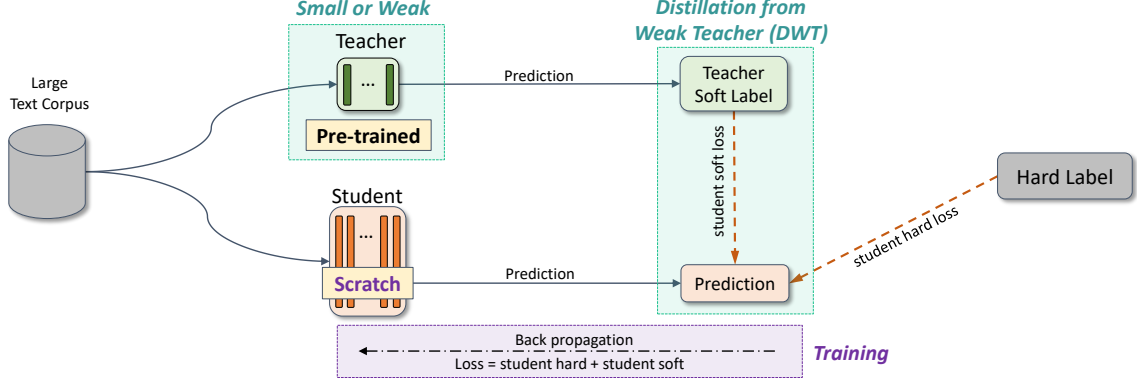 Small or Weak
Distillation from
Weak Teacher (DWT)
Large
Text Corpus
Teacher
...
Pre-trained
Prediction
Teacher
Soft Label
student soft loss
Hard Label
student hard loss
Student
...
Scratch
Prediction
Prediction
Back propagation
Loss = student hard + student soft
Training